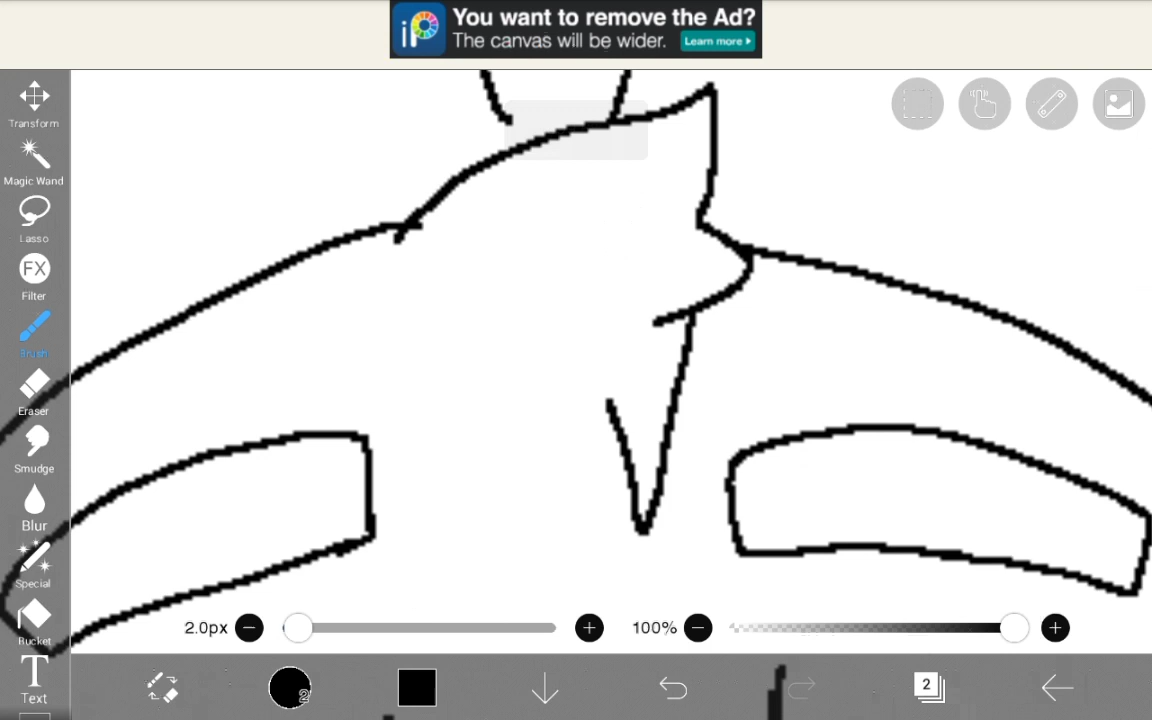 You want to remove the Ad?
The canvas will be wider.
Learn more
Transform
Magic Wand
Lasso
FX
Filter
Brush
Eraser
Smudge
Blur
Special
Bucket
T
Text
2.0px
100%
2
2